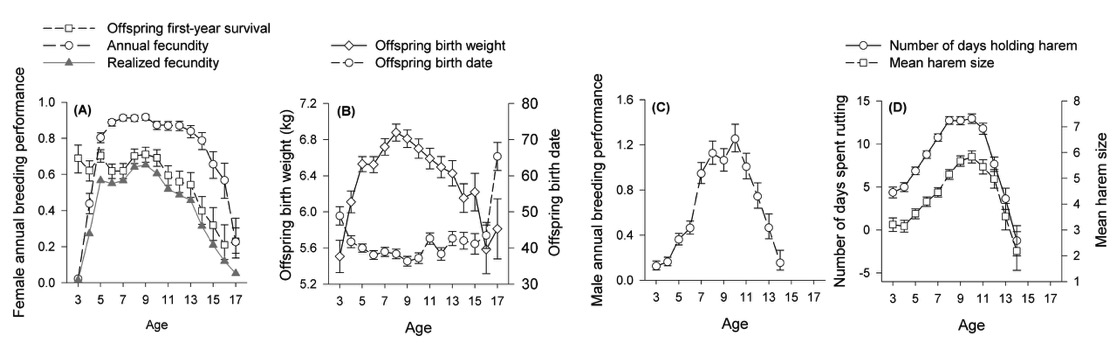 Offspring first-year survival
Annual fecundity
Realized fecundity
Offspring birth weight
Offspring birth date
Number of days holding harem
Mean harem size
Female annual breeding performance
1.0
0.8
0.6
0.4
0.2
0.0
(A)
3 5 7 9 11 13 15 17
Age
Offspring birth weight (kg)
7.2
6.8
6.4
6.0
5.6
5.2
(B)
80
70
60
50
40
30
Offspring birth date
3 5 7 9 11 13 15 17
Age
Male annual breeding performance
1.6
1.2
0.8
0.4
0.0
(C)
3 5 7 9 11 13 15 17
Age
Number of days spent rutting
15
10
5
0
-5
(D)
8
7
6
5
4
3
2
1
Mean harem size
3 5 7 9 11 13 15 17
Age